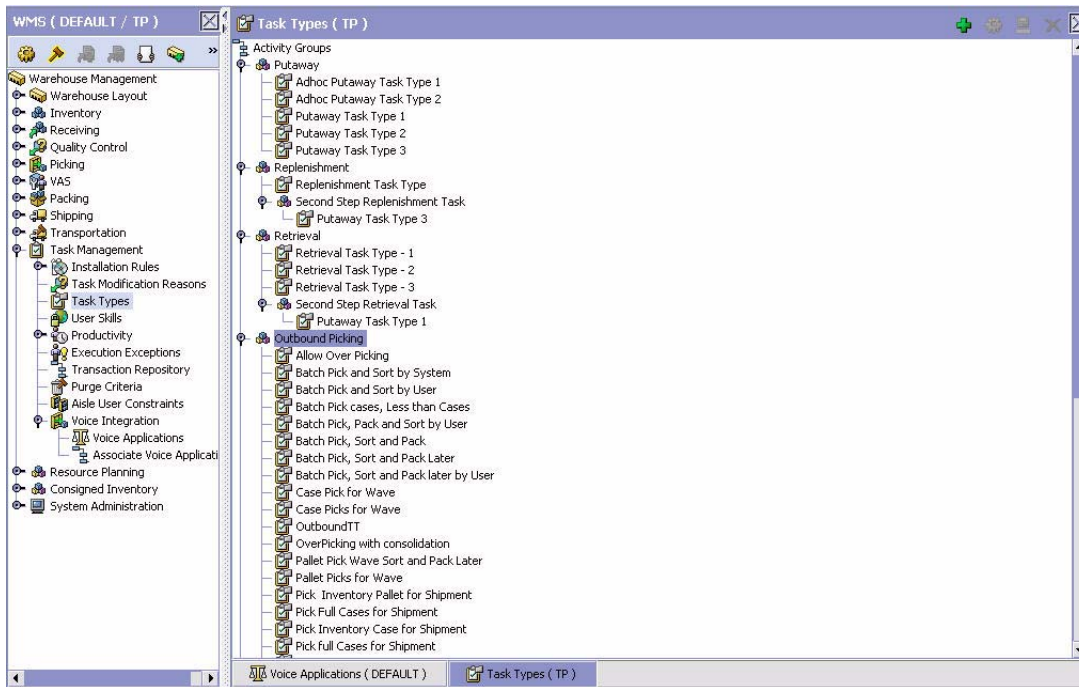 WMS ( DEFAULT / TP )
»
Warehouse Management
Warehouse Layout
Inventory
Receiving
Quality Control
Picking
VAS
Packing
Shipping
Transportation
Task Management
Installation Rules
Task Modification Reasons
Task Types
User Skills
Productivity
Execution Exceptions
Transaction Repository
Purge Criteria
Aisle User Constraints
Voice Integration
Voice Applications
Associate Voice Applicati
Resource Planning
Consigned Inventory
System Administration
Task Types ( TP )
Activity Groups
Putaway
Adhoc Putaway Task Type 1
Adhoc Putaway Task Type 2
Putaway Task Type 1
Putaway Task Type 2
Putaway Task Type 3
Replenishment
Replenishment Task Type
Second Step Replenishment Task
Putaway Task Type 3
Retrieval
Retrieval Task Type - 1
Retrieval Task Type - 2
Retrieval Task Type - 3
Second Step Retrieval Task
Putaway Task Type 1
Outbound Picking
Allow Over Picking
Batch Pick and Sort by System
Batch Pick and Sort by User
Batch Pick cases, Less than Cases
Batch Pick, Pack and Sort by User
Batch Pick, Sort and Pack
Batch Pick, Sort and Pack Later
Batch Pick, Sort and Pack later by User
Case Pick for Wave
Case Picks for Wave
OutboundTT
OverPicking with consolidation
Pallet Pick Wave Sort and Pack Later
Pallet Picks for Wave
Pick Inventory Pallet for Shipment
Pick Full Cases for Shipment
Pick Inventory Case for Shipment
Pick full Cases for Shipment
Voice Applications ( DEFAULT )
Task Types ( TP )